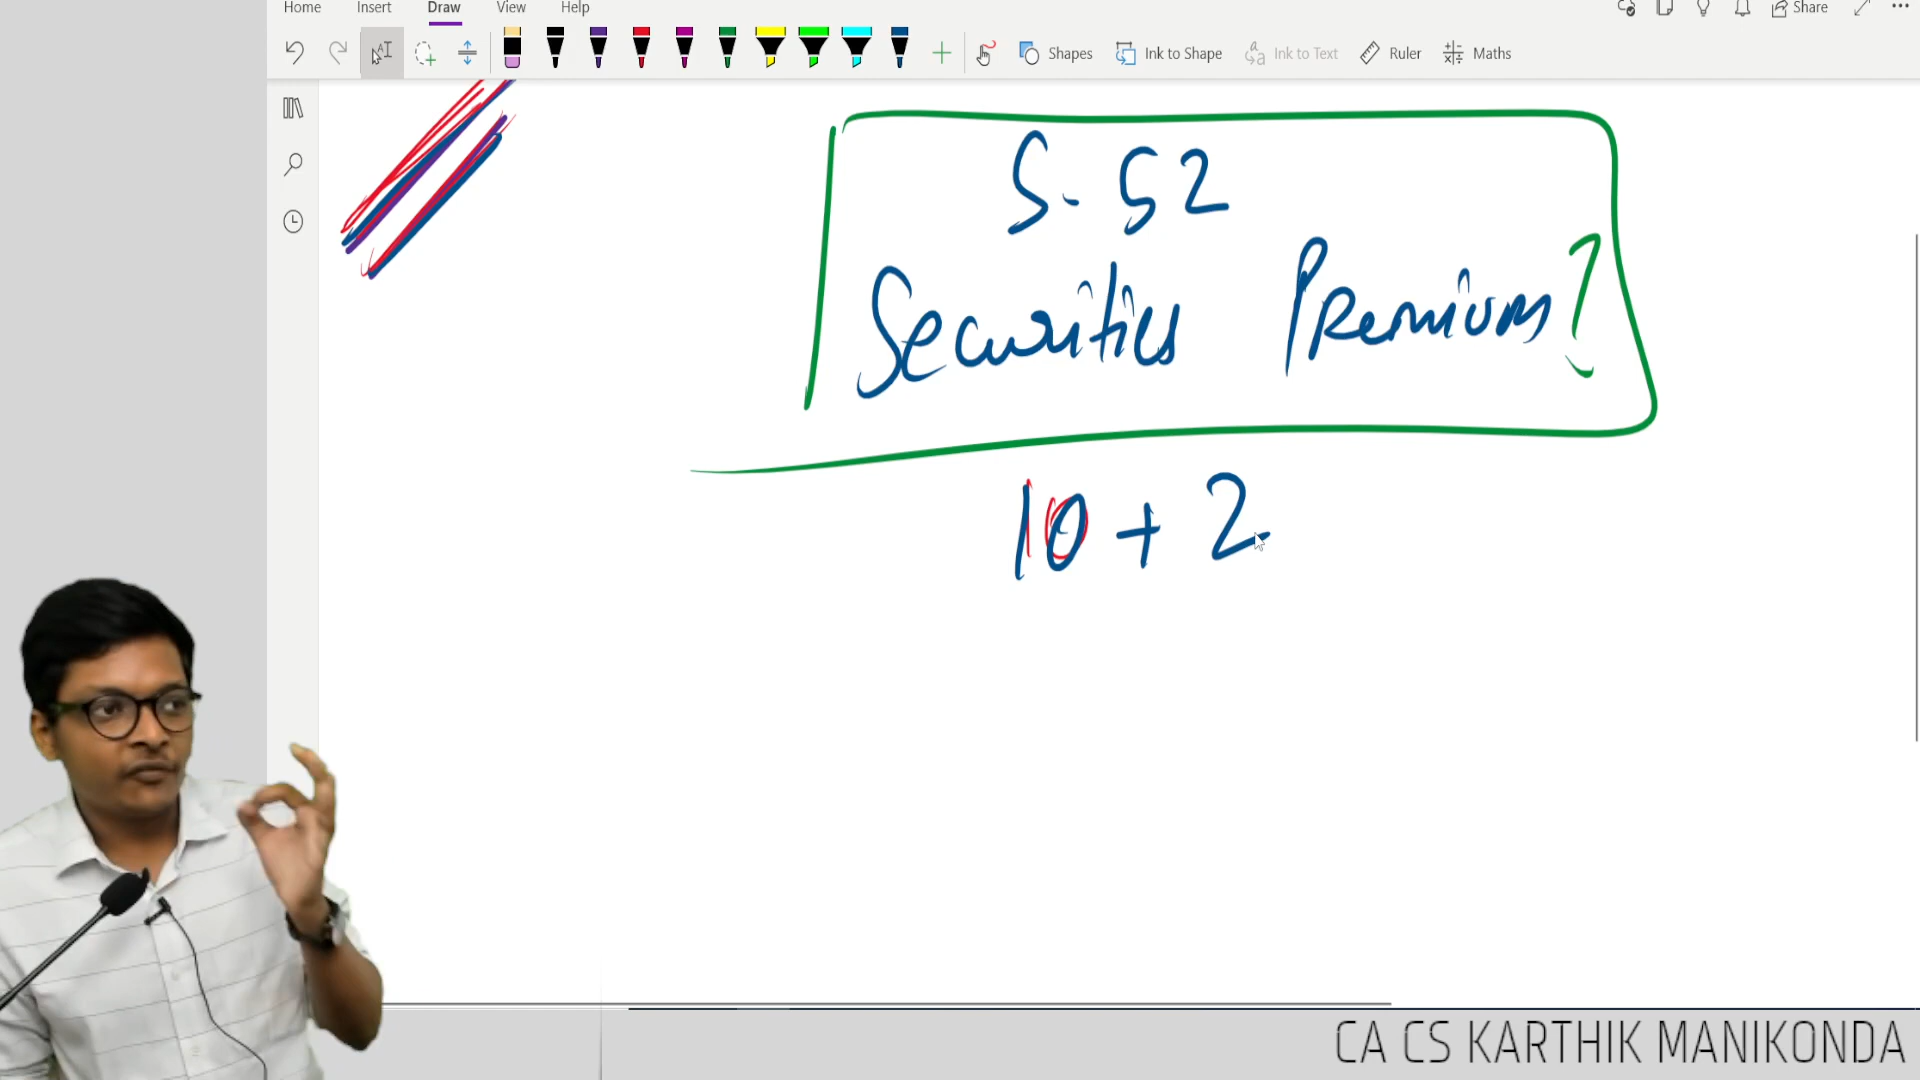 Home Insert Draw View Help Share
Shapes Ink to Shape Ink to Text Ruler Maths
S. 52
Securities Premium?
10 + 2
CA CS KARTHIK MANIKONDA